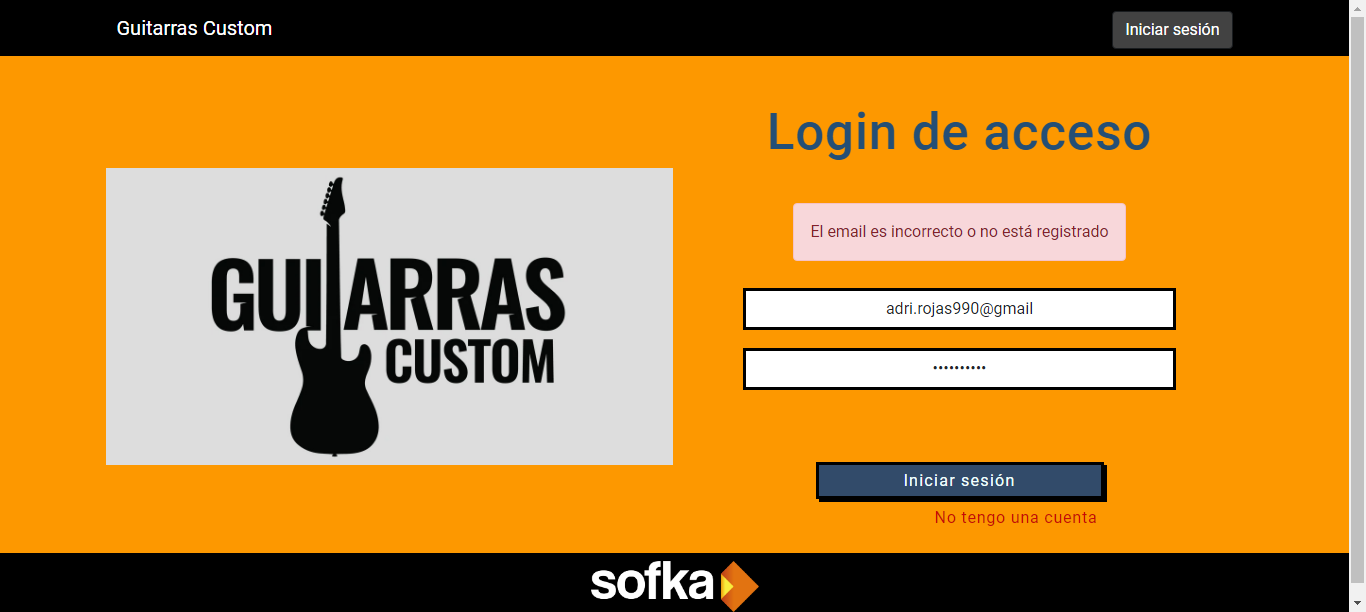 Guitarras Custom
Iniciar sesión
Login de acceso
GUITARRAS
CUSTOM
El email es incorrecto o no está registrado
adri.rojas990@gmail
••••••••••
Iniciar sesión
No tengo una cuenta
sofka